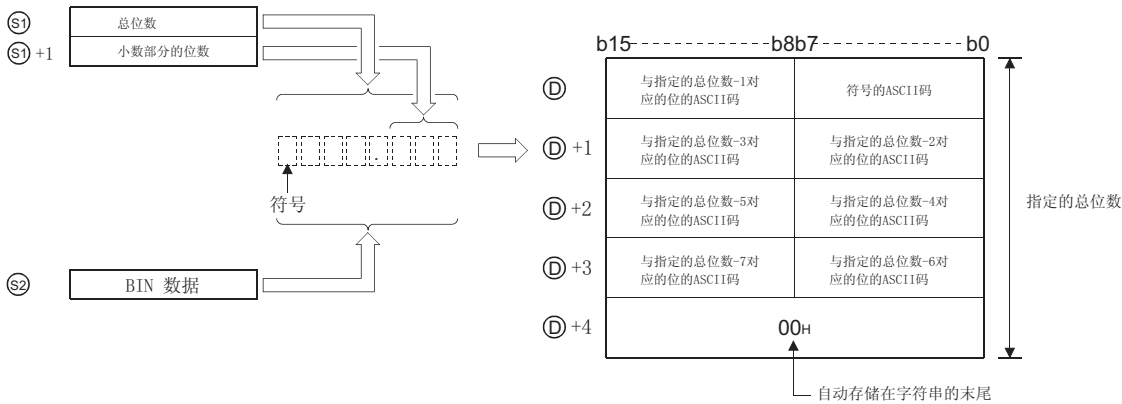 S1 总位数
S1 +1 小数部分的位数
.
符号
S2 BIN 数据
b15 b8b7 b0
D 与指定的总位数-1对
应的位的ASCII码
符号的ASCII码
D +1 与指定的总位数-3对
应的位的ASCII码
与指定的总位数-2对
应的位的ASCII码
D +2 与指定的总位数-5对
应的位的ASCII码
与指定的总位数-4对
应的位的ASCII码
D +3 与指定的总位数-7对
应的位的ASCII码
与指定的总位数-6对
应的位的ASCII码
D +4 00H
指定的总位数
自动存储在字符串的末尾